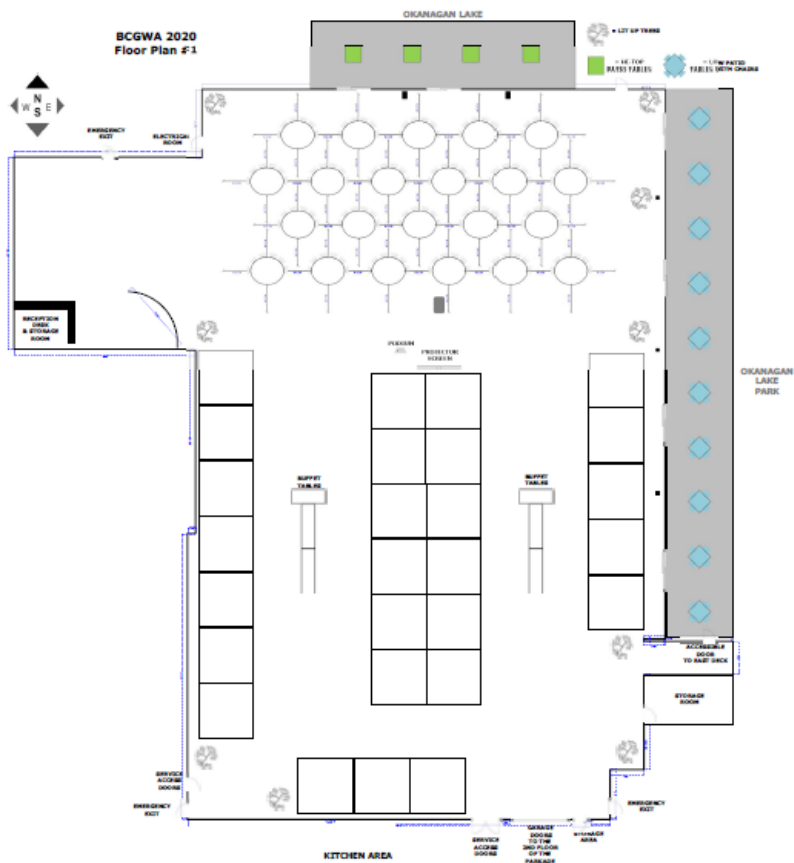 OKANAGAN LAKE
BCGWA 2020
Floor Plan #1
= LIT UP TREES
= HI-TOP
TABLES
TABLES WITH CHAIRS
N
W E
S
EMERGENCY
EXIT
ELECTRICAL
ROOM
RECEPTION
DESK
& STORAGE
ROOM
PODIUM
PROJECTOR
SCREEN
OKANAGAN
LAKE
PARK
BUFFET
TABLES
BUFFET
TABLES
ACCESSIBLE
DOOR
TO EAST DECK
STORAGE
ROOM
SERVICE
ACCESS
DOORS
EMERGENCY
EXIT
EMERGENCY
EXIT
SERVICE
ACCESS
DOORS
GARAGE
DOORS
TO THE
2ND FLOOR
OF THE
PARKADE
STORAGE
AREA
KITCHEN AREA